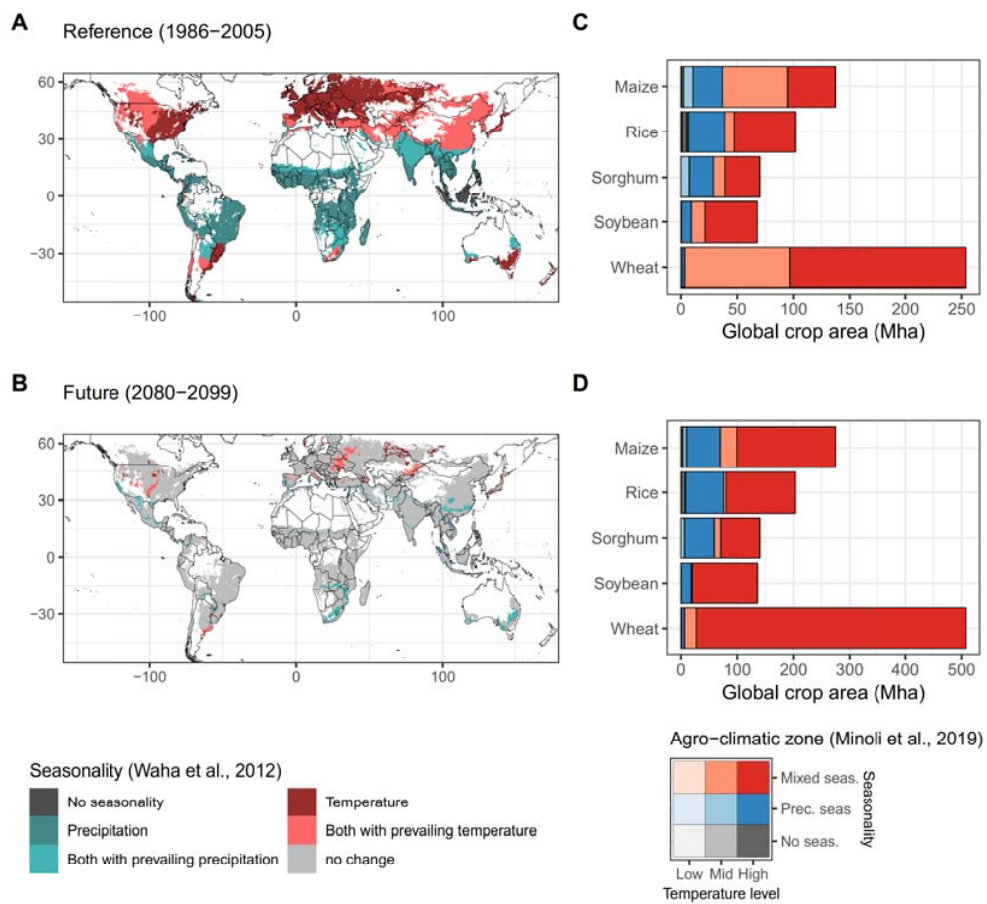 A
Reference (1986−2005)
60
30
0
−30
−100
0
100
C
Maize
Rice
Sorghum
Soybean
Wheat
0 50 100 150 200 250
Global crop area (Mha)
B
Future (2080−2099)
60
30
0
−30
−100
0
100
D
Maize
Rice
Sorghum
Soybean
Wheat
0 100 200 300 400 500
Global crop area (Mha)
Seasonality (Waha et al., 2012)
No seasonality
Precipitation
Both with prevailing precipitation
Temperature
Both with prevailing temperature
no change
Agro−climatic zone (Minoli et al., 2019)
Mixed seas.
Prec. seas
No seas.
Seasonality
Low Mid High
Temperature level